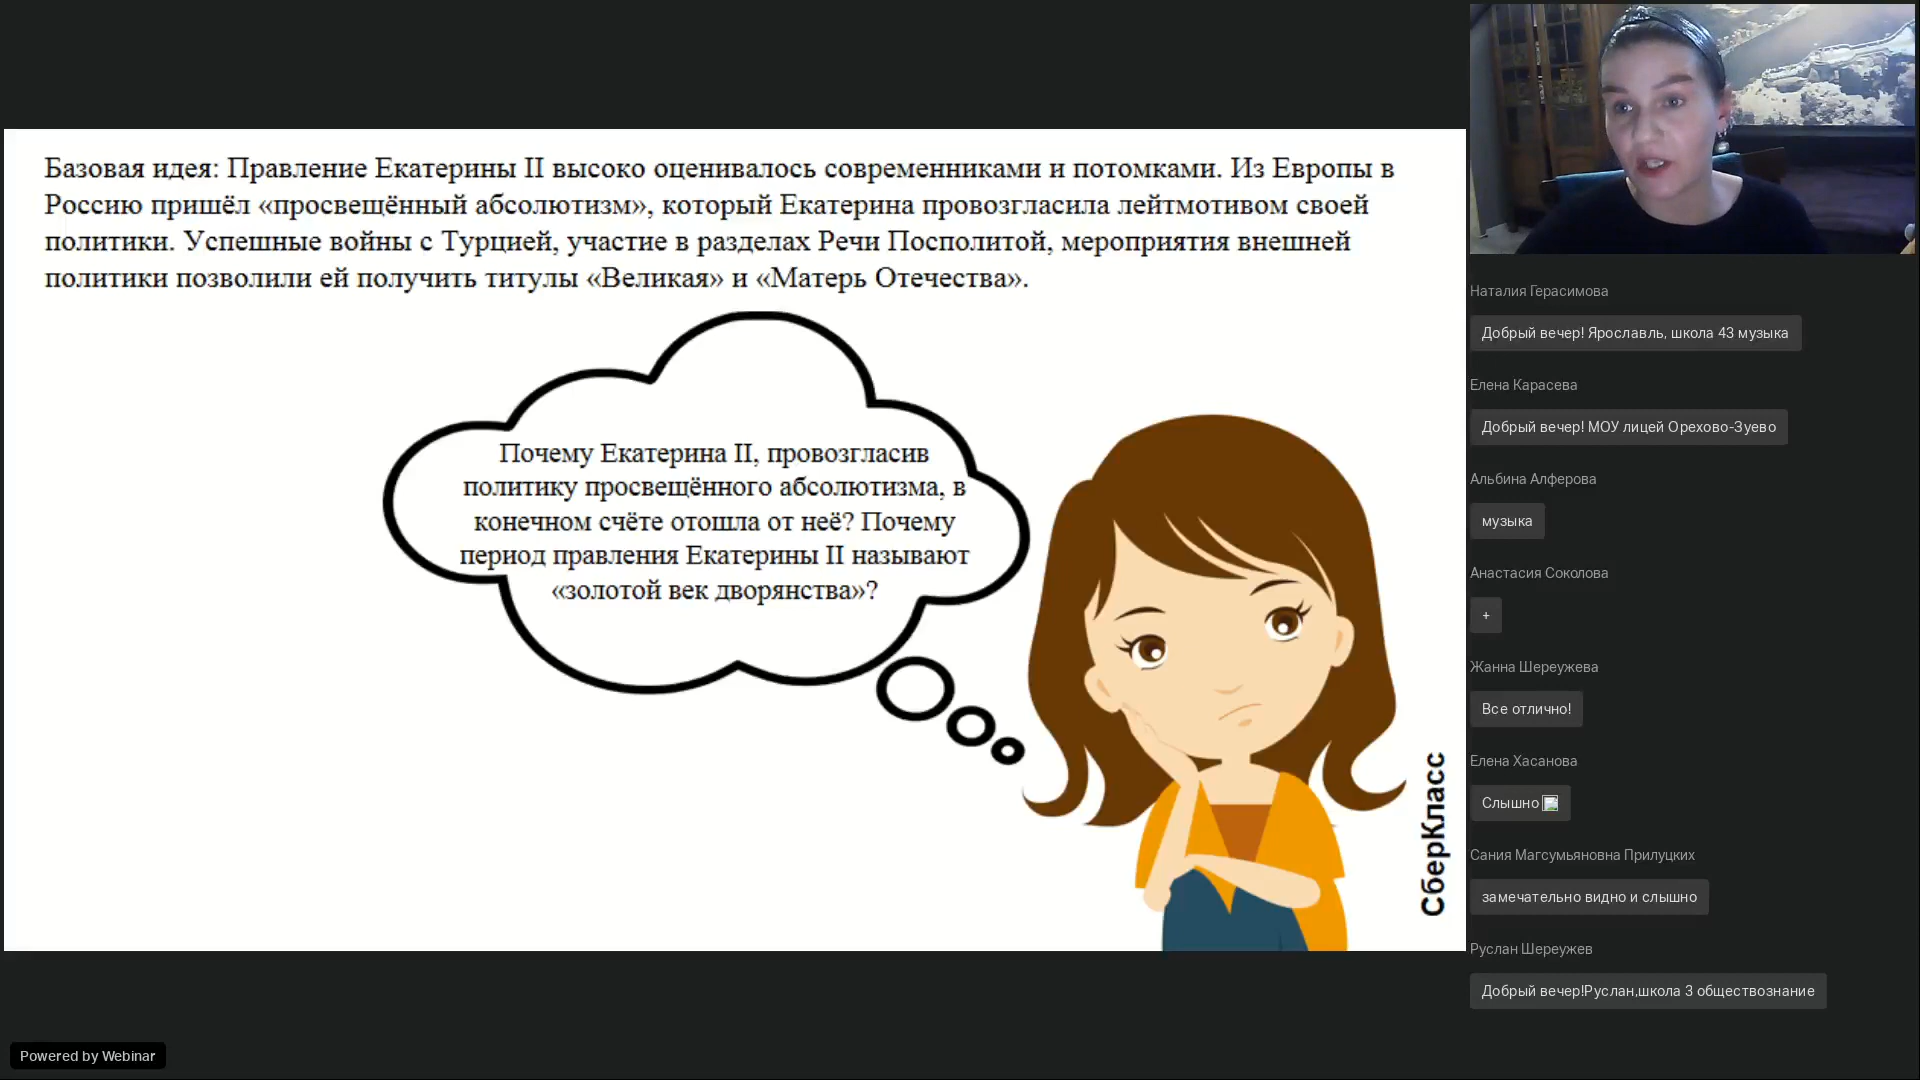 Базовая идея: Правление Екатерины II высоко оценивалось современниками и потомками. Из Европы в
Россию пришёл «просвещённый абсолютизм», который Екатерина провозгласила лейтмотивом своей
политики. Успешные войны с Турцией, участие в разделах Речи Посполитой, мероприятия внешней
политики позволили ей получить титулы «Великая» и «Матерь Отечества».
Почему Екатерина II, провозгласив
политику просвещённого абсолютизма, в
конечном счёте отошла от неё? Почему
период правления Екатерины II называют
«золотой век дворянства»?
СберКласс
Наталия Герасимова
Добрый вечер! Ярославль, школа 43 музыка
Елена Карасева
Добрый вечер! МОУ лицей Орехово-Зуево
Альбина Алферова
музыка
Анастасия Соколова
+
Жанна Шереужева
Все отлично!
Елена Хасанова
Слышно
Сания Магсумьяновна Прилуцких
замечательно видно и слышно
Руслан Шереужев
Добрый вечер!Руслан,школа 3 обществознание
Powered by Webinar